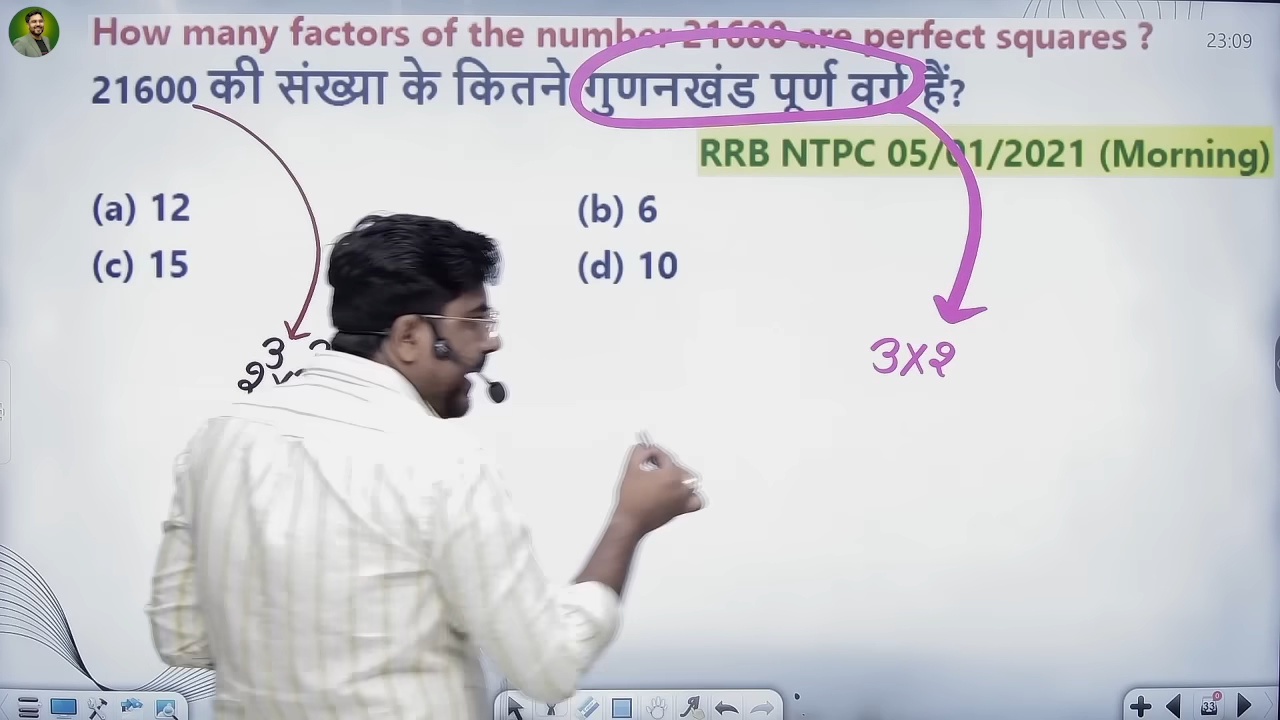 How many factors of the number 21600 are perfect squares ?
23:09
21600 की संख्या के कितने गुणनखंड पूर्ण वर्ग हैं?
RRB NTPC 05/01/2021 (Morning)
(a) 12
(b) 6
(c) 15
(d) 10
3×2
33